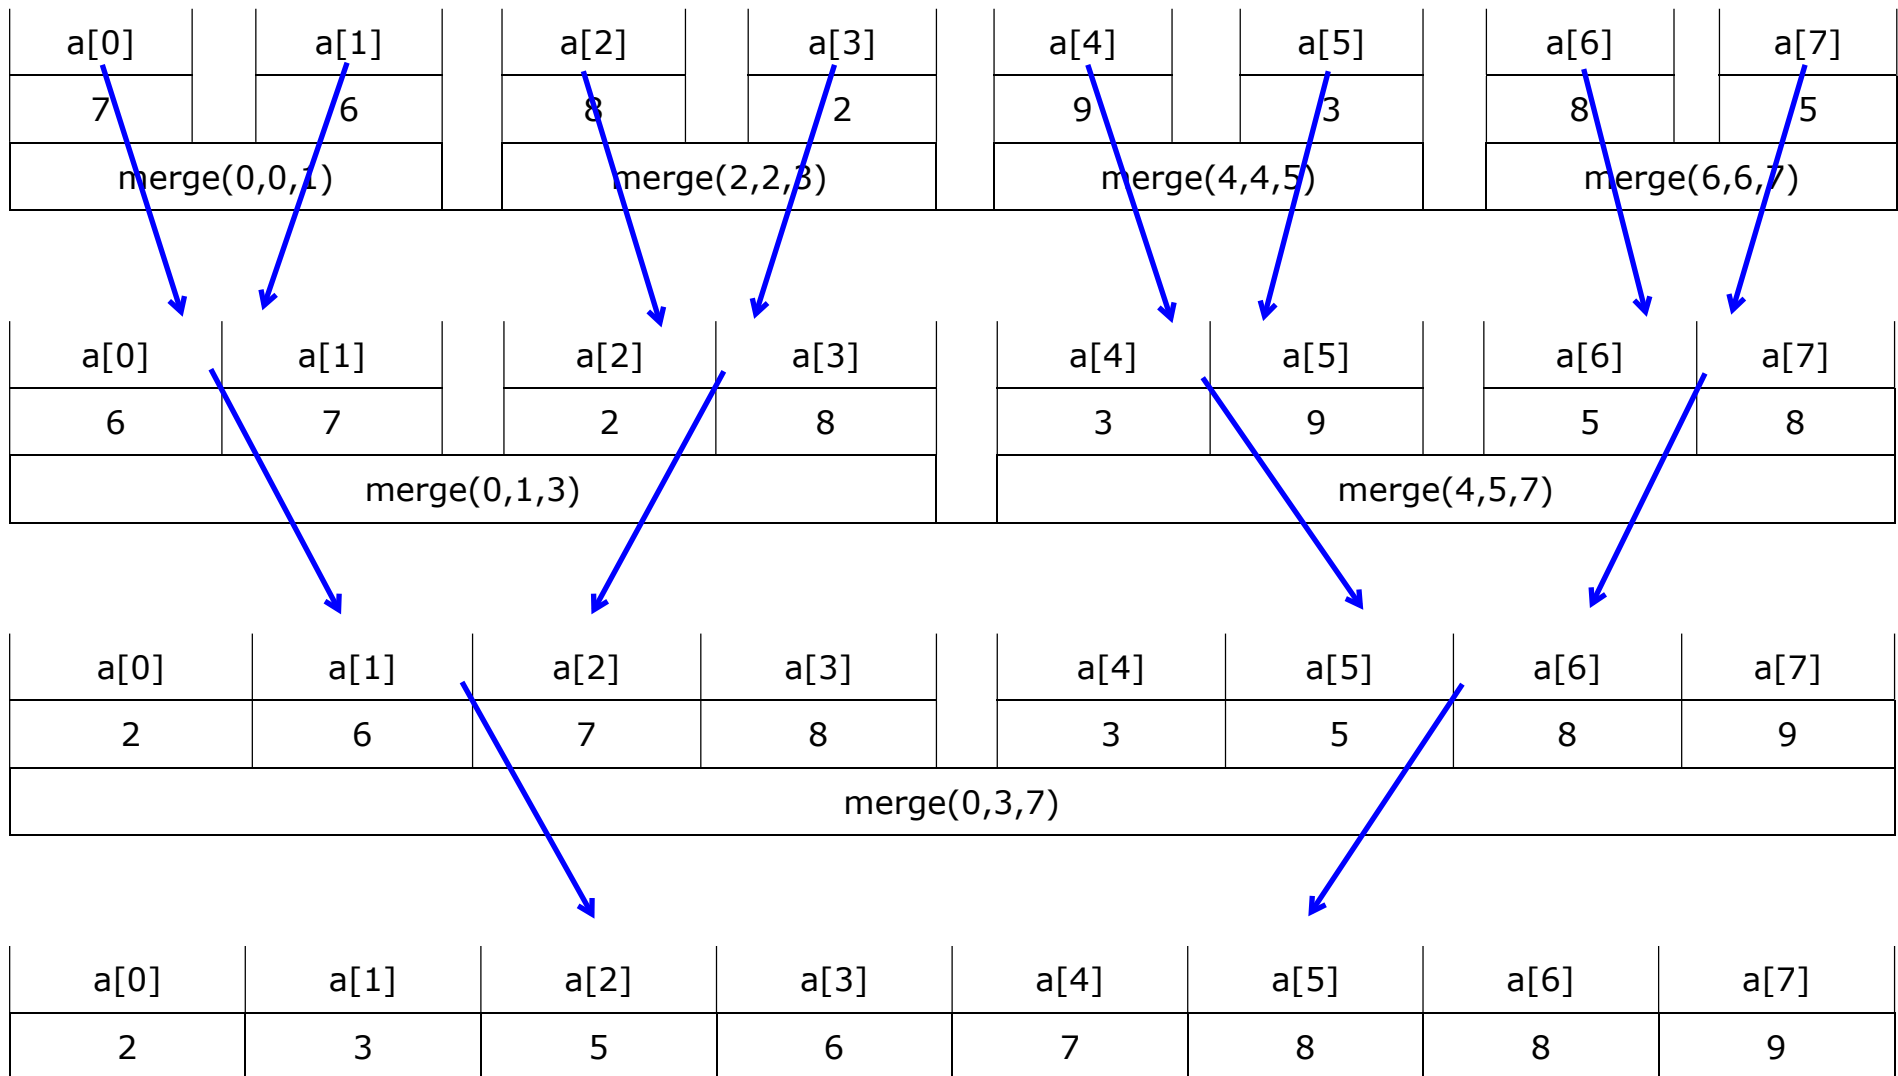 a[0] a[1] a[2] a[3] a[4] a[5] a[6] a[7]
7 6 8 2 9 3 8 5
merge(0,0,1) merge(2,2,3) merge(4,4,5) merge(6,6,7)
a[0] a[1] a[2] a[3] a[4] a[5] a[6] a[7]
6 7 2 8 3 9 5 8
merge(0,1,3) merge(4,5,7)
a[0] a[1] a[2] a[3] a[4] a[5] a[6] a[7]
2 6 7 8 3 5 8 9
merge(0,3,7)
a[0] a[1] a[2] a[3] a[4] a[5] a[6] a[7]
2 3 5 6 7 8 8 9